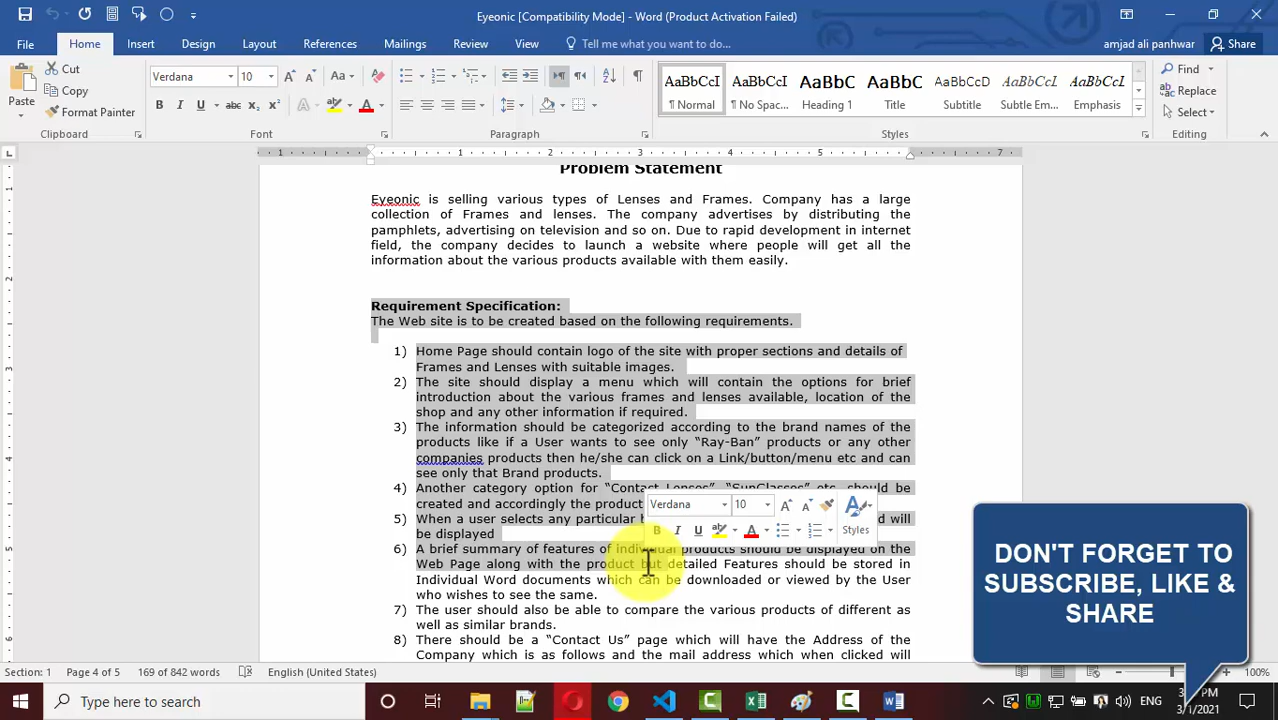 Eyeonic [Compatibility Mode] - Word (Product Activation Failed)
File Home Insert Design Layout References Mailings Review View Tell me what you want to do... amjad ali panhwar Share
Paste Cut Copy Format Painter
Verdana 10
AaBbCcI AaBbCcI AaBbC AaBbC AaBbCcD AaBbCcI AaBbCcI
¶ Normal ¶ No Spac... Heading 1 Title Subtitle Subtle Em... Emphasis
Find Replace Select
Clipboard Font Paragraph Styles Editing
1 1 2 3 4 5 7
Problem Statement
Eyeonic is selling various types of Lenses and Frames. Company has a large
collection of Frames and lenses. The company advertises by distributing the
pamphlets, advertising on television and so on. Due to rapid development in internet
field, the company decides to launch a website where people will get all the
information about the various products available with them easily.
Requirement Specification:
The Web site is to be created based on the following requirements.
1) Home Page should contain logo of the site with proper sections and details of
Frames and Lenses with suitable images.
2) The site should display a menu which will contain the options for brief
introduction about the various frames and lenses available, location of the
shop and any other information if required.
3) The information should be categorized according to the brand names of the
products like if a User wants to see only “Ray-Ban” products or any other
companies products then he/she can click on a Link/button/menu etc and can
see only that Brand products.
4) Another category option for “Contact Lenses”, “SunGlasses” etc. should be
created and accordingly the product
5) When a user selects any particular will
be displayed
6) A brief summary of features of individual products should be displayed on the
Web Page along with the product but detailed Features should be stored in
Individual Word documents which can be downloaded or viewed by the User
who wishes to see the same.
7) The user should also be able to compare the various products of different as
well as similar brands.
8) There should be a “Contact Us” page which will have the Address of the
Company which is as follows and the mail address which when clicked will
Verdana 10
Styles
DON'T FORGET TO
SUBSCRIBE, LIKE &
SHARE
Section: 1 Page 4 of 5 169 of 842 words English (United States) 100%
Type here to search
ENG
PM
3/1/2021